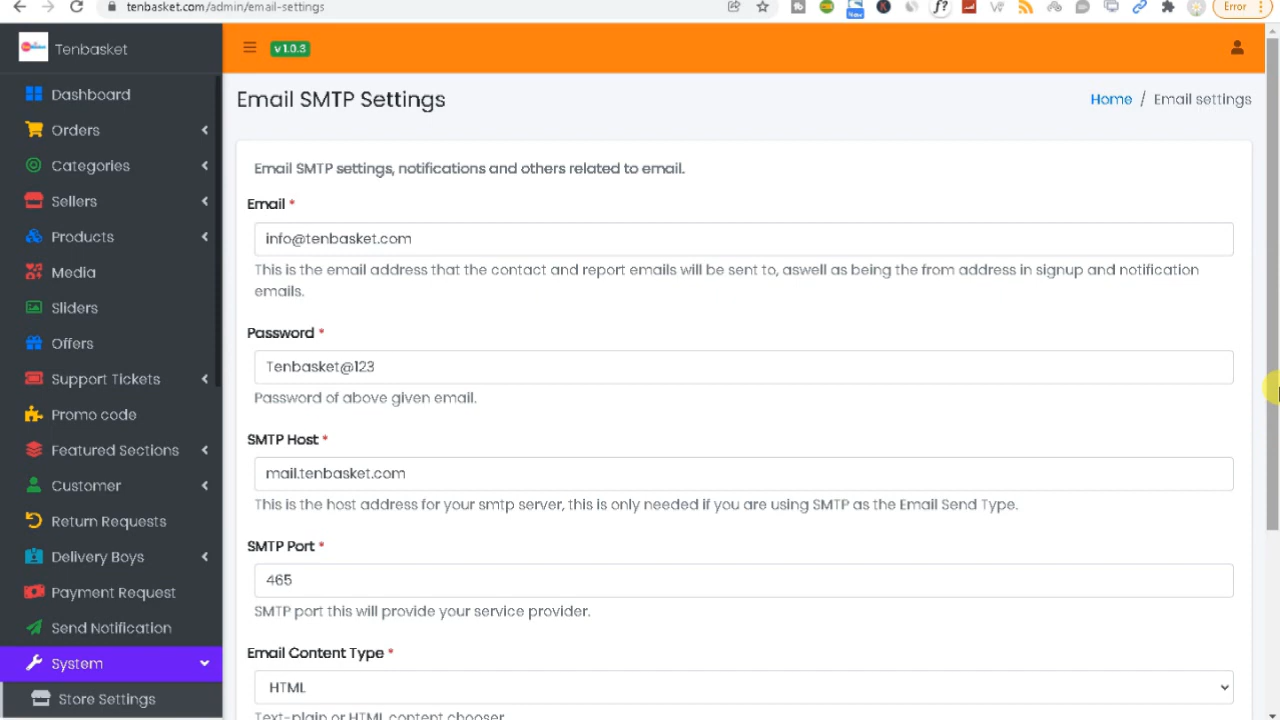 tenbasket.com/admin/email-settings
Error
Tenbasket
v1.0.3
Dashboard
Orders
Categories
Sellers
Products
Media
Sliders
Offers
Support Tickets
Promo code
Featured Sections
Customer
Return Requests
Delivery Boys
Payment Request
Send Notification
System
Store Settings
Email SMTP Settings
Home / Email settings
Email SMTP settings, notifications and others related to email.
Email *
info@tenbasket.com
This is the email address that the contact and report emails will be sent to, aswell as being the from address in signup and notification
emails.
Password *
Tenbasket@123
Password of above given email.
SMTP Host *
mail.tenbasket.com
This is the host address for your smtp server, this is only needed if you are using SMTP as the Email Send Type.
SMTP Port *
465
SMTP port this will provide your service provider.
Email Content Type *
HTML
Text-plain or HTML content chooser.